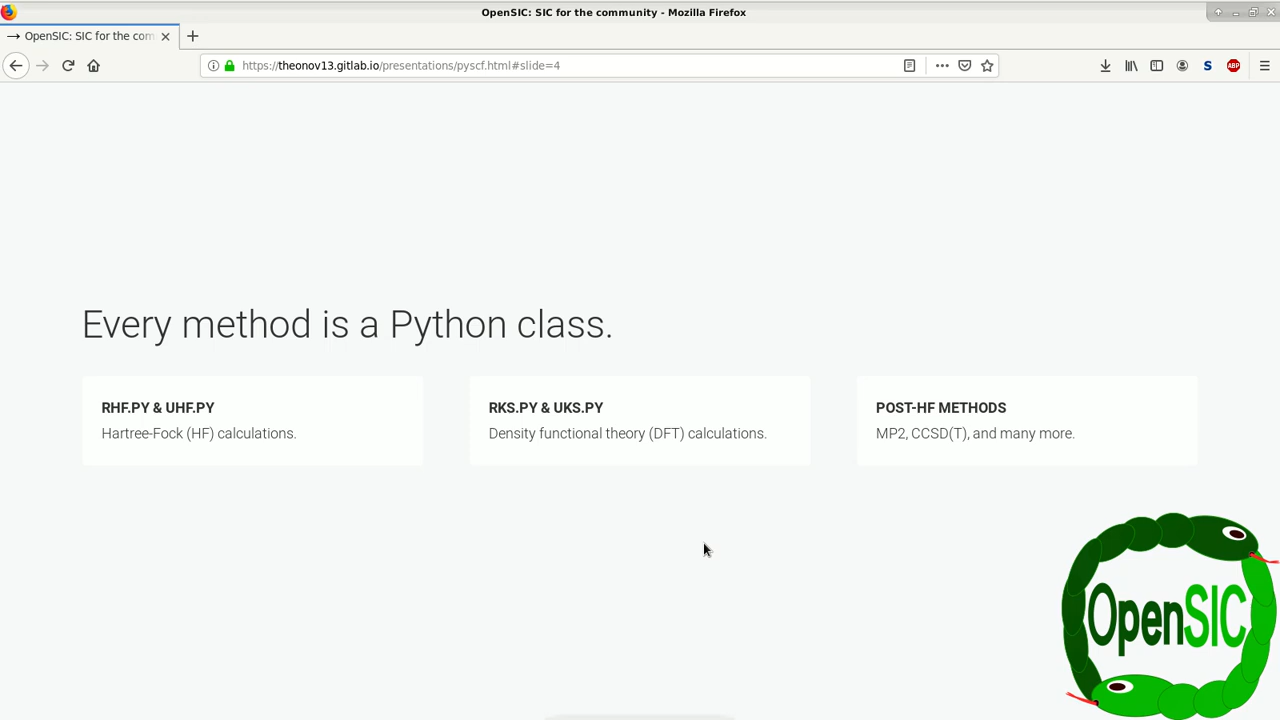 OpenSIC: SIC for the community - Mozilla Firefox
→ OpenSIC: SIC for the com
https://theonov13.gitlab.io/presentations/pyscf.html#slide=4
S
ABP
Every method is a Python class.
RHF.PY & UHF.PY
Hartree-Fock (HF) calculations.
RKS.PY & UKS.PY
Density functional theory (DFT) calculations.
POST-HF METHODS
MP2, CCSD(T), and many more.
OpenSIC